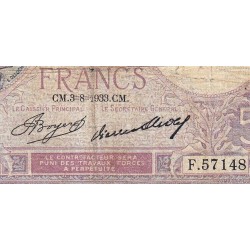 FRANCS
CM.3=8=1933.CM.
LE CAISSIER PRINCIPAL LE SECRÉTAIRE GÉNÉRAL
5
LE CONTREFACTEUR SERA
PUNI DES TRAVAUX FORCÉS
À PERPÉTUITÉ
F.57148